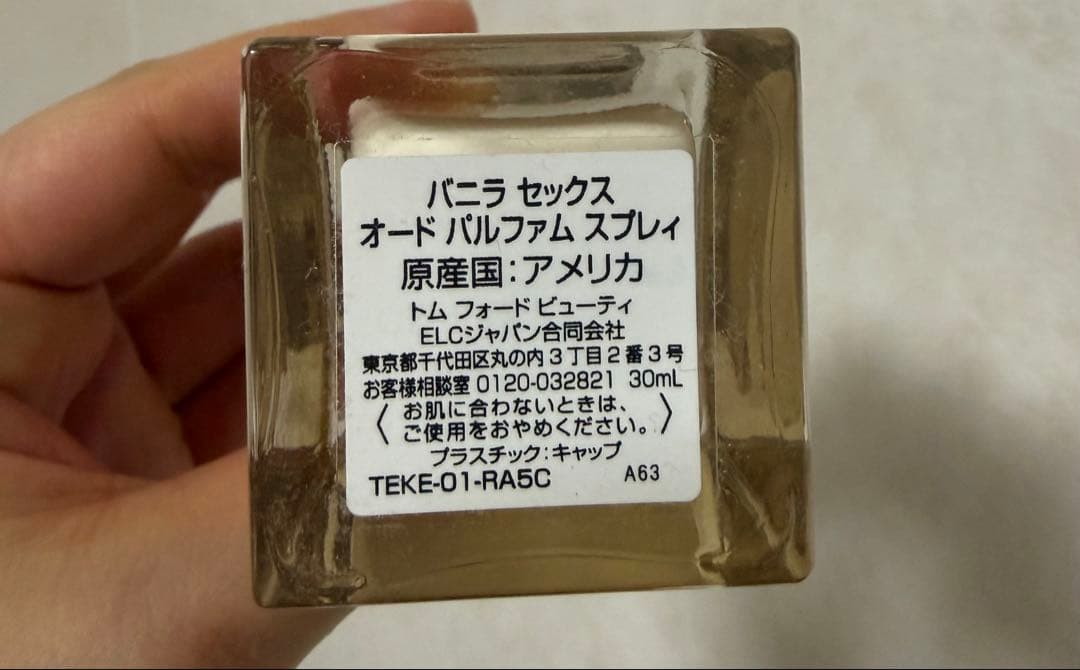 バニラ セックス
オード パルファム スプレィ
原産国：アメリカ
トム フォード ビューティ
ELCジャパン合同会社
東京都千代田区丸の内３丁目２番３号
お客様相談室 0120-032821 30mL
〈お肌に合わないときは、
ご使用をおやめください。〉
プラスチック：キャップ
TEKE-01-RA5C A63